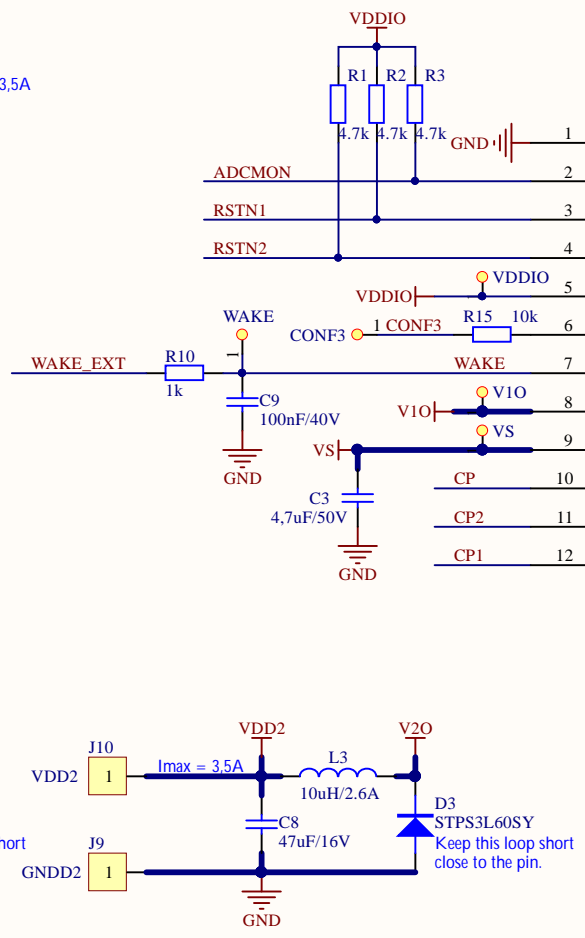 VDDIO
3,5A
R1 R2 R3
4.7k 4.7k 4.7k
GND 1
ADCMON 2
RSTN1 3
RSTN2 4
VDDIO
VDDIO 5
R15 10k
WAKE
CONF3 1 CONF3 6
1
WAKE_EXT R10 WAKE 7
1k
V1O
C9
V1O 8
100nF/40V
VS
VS 9
GND
CP 10
C3
4,7uF/50V
CP2 11
CP1 12
GND
VDD2 V2O
J10
L3
Imax = 3,5A
VDD2 1
10uH/2.6A
D3
C8 STPS3L60SY
47uF/16V
Keep this loop short
close to the pin.
hort
J9
GNDD2 1
GND